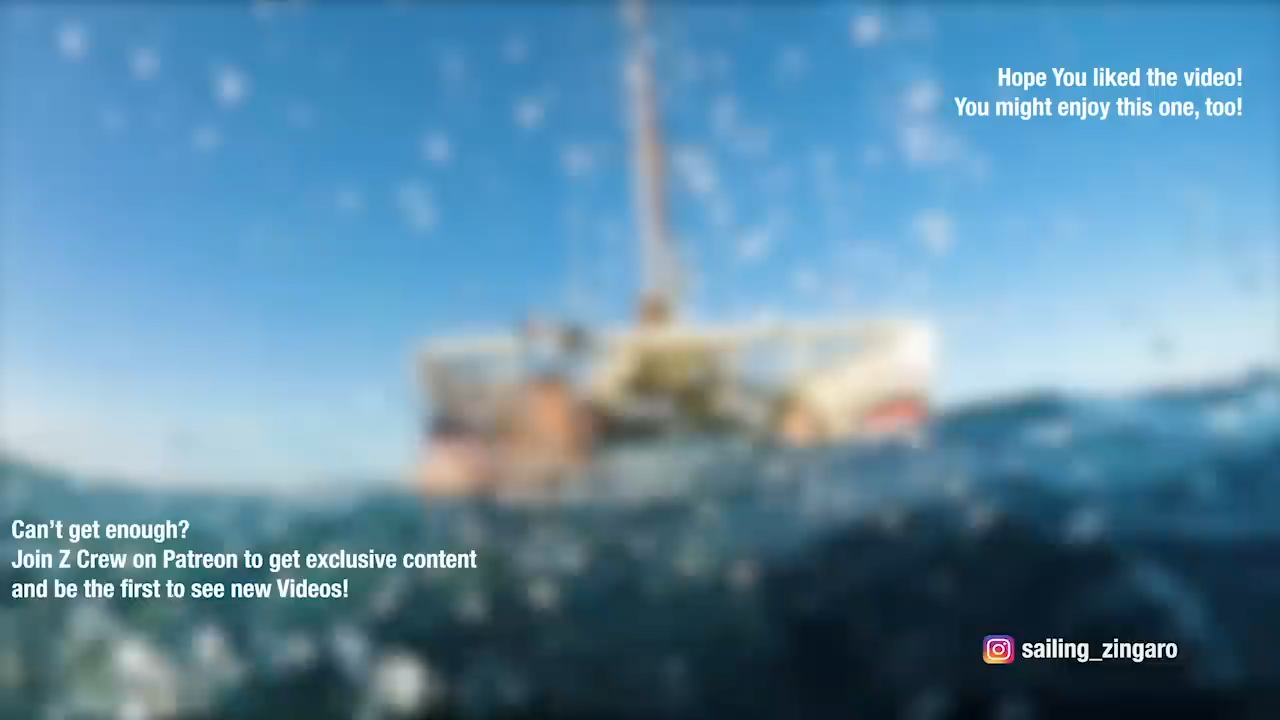 Hope You liked the video!
You might enjoy this one, too!
Can’t get enough?
Join Z Crew on Patreon to get exclusive content
and be the first to see new Videos!
sailing_zingaro